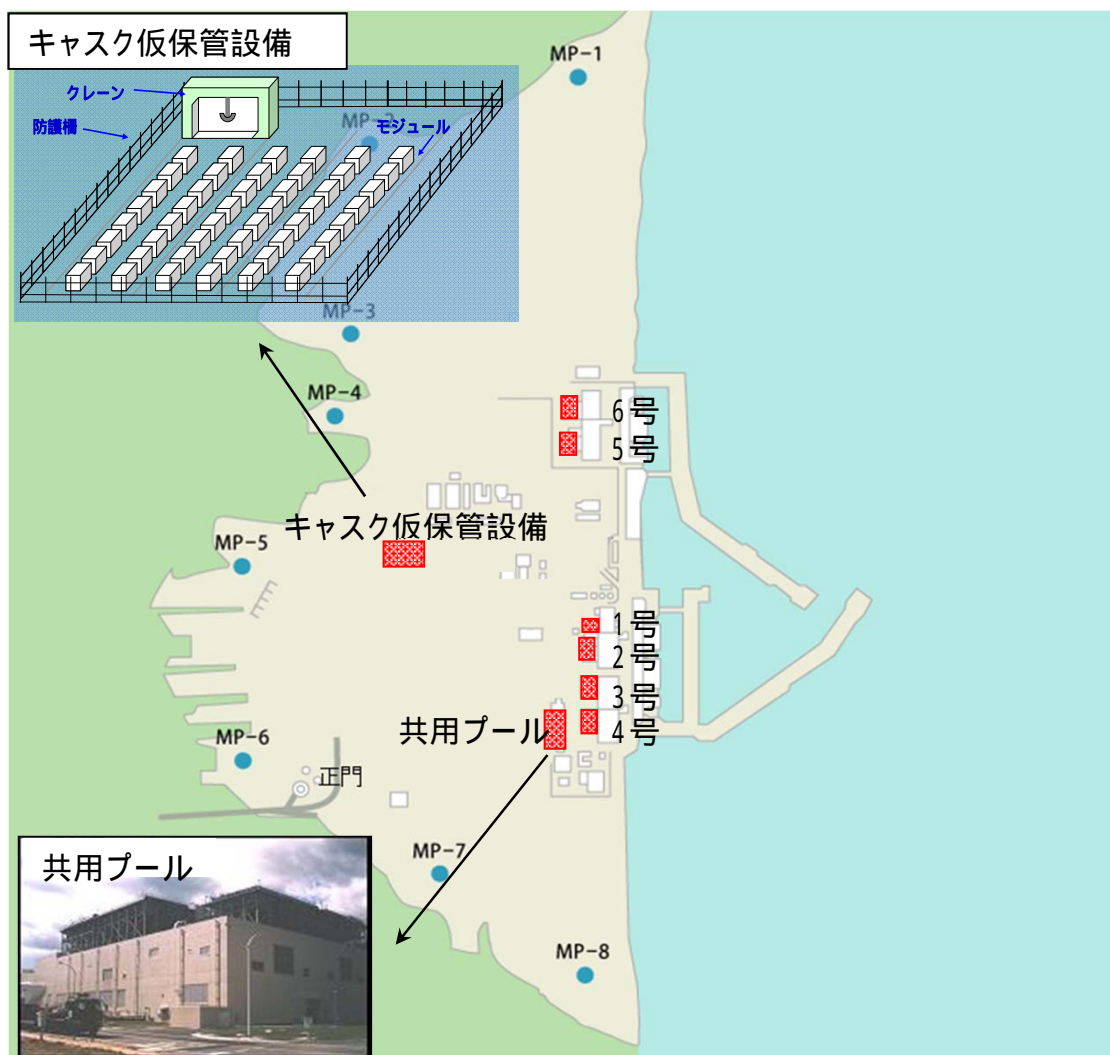 キャスク仮保管設備
クレーン
防護柵
モジュール
MP-1
MP-2
MP-3
MP-4
6号
5号
キャスク仮保管設備
MP-5
1号
2号
3号
共用プール
4号
MP-6
正門
MP-7
共用プール
MP-8